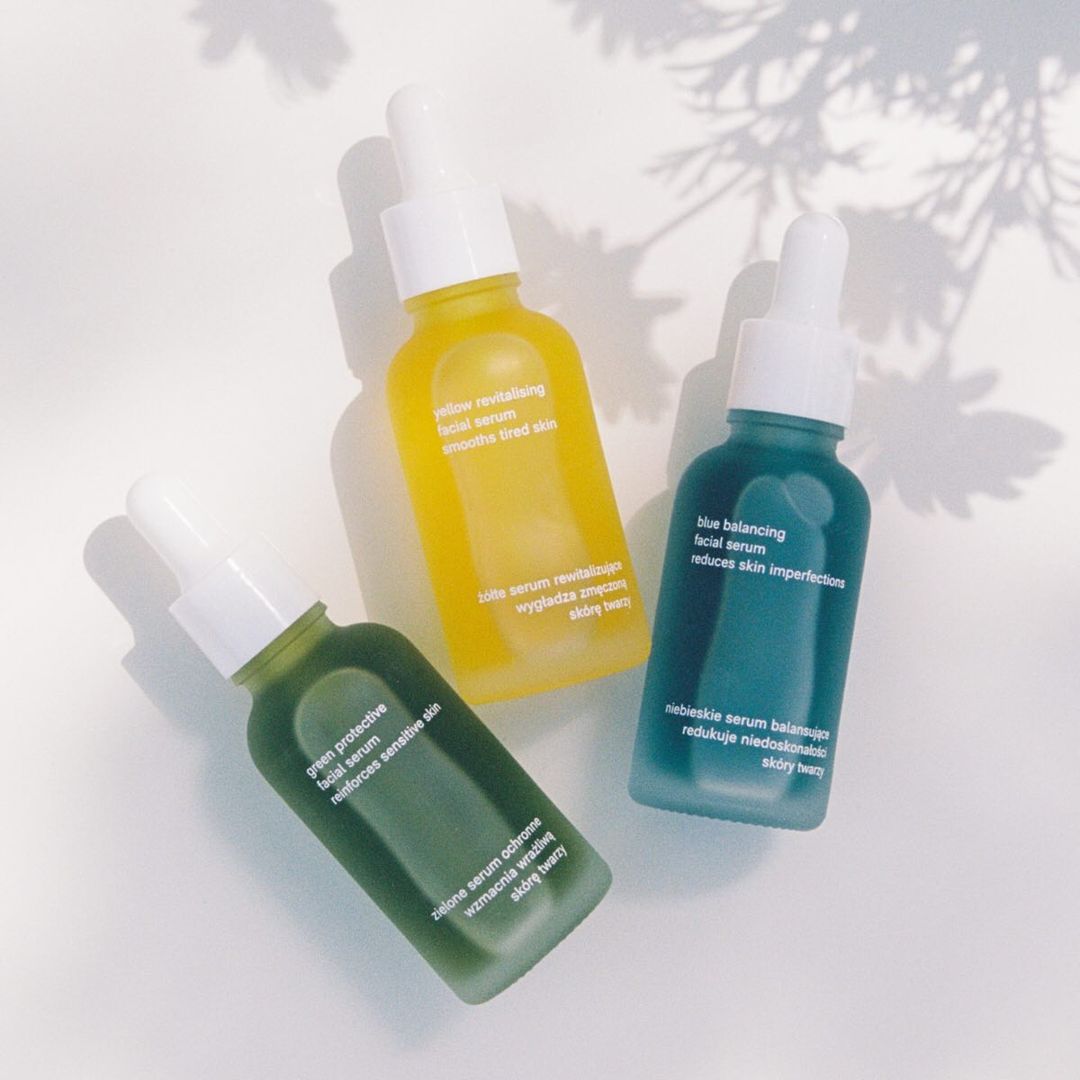 yellow revitalising
facial serum
smooths tired skin
żółte serum rewitalizujące
wygładza zmęczoną
skórę twarzy
blue balancing
facial serum
reduces skin imperfections
niebieskie serum balansujące
redukuje niedoskonałości
skóry twarzy
green protective
facial serum
reinforces sensitive skin
zielone serum ochronne
wzmacnia wrażliwą
skórę twarzy